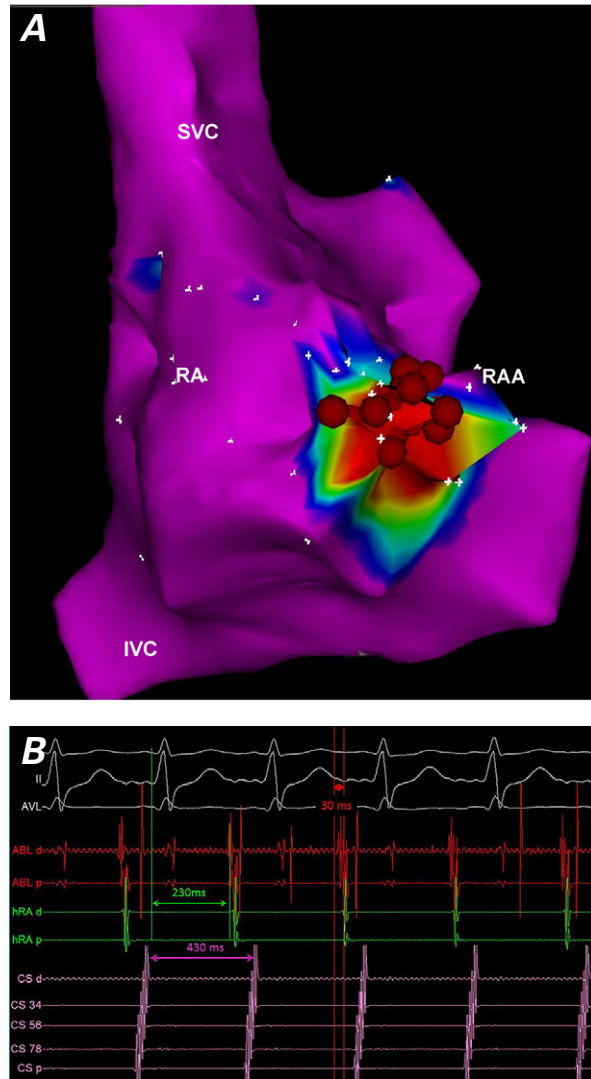 A
SVC
RA
RAA
IVC
B
II
AVL
30 ms
ABL d
ABL p
230ms
hRA d
hRA p
430 ms
CS d
CS 34
CS 56
CS 78
CS p